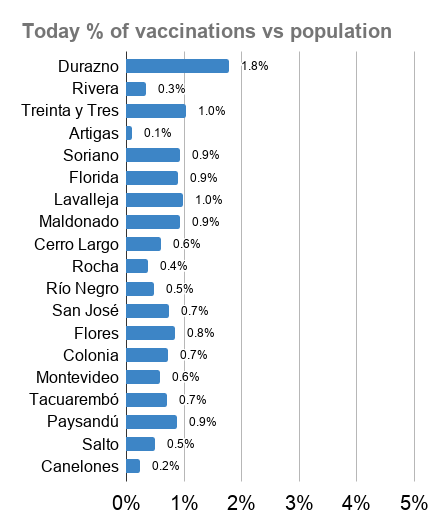 Today % of vaccinations vs population
Durazno 1.8%
Rivera 0.3%
Treinta y Tres 1.0%
Artigas 0.1%
Soriano 0.9%
Florida 0.9%
Lavalleja 1.0%
Maldonado 0.9%
Cerro Largo 0.6%
Rocha 0.4%
Río Negro 0.5%
San José 0.7%
Flores 0.8%
Colonia 0.7%
Montevideo 0.6%
Tacuarembó 0.7%
Paysandú 0.9%
Salto 0.5%
Canelones 0.2%
0% 1% 2% 3% 4% 5%